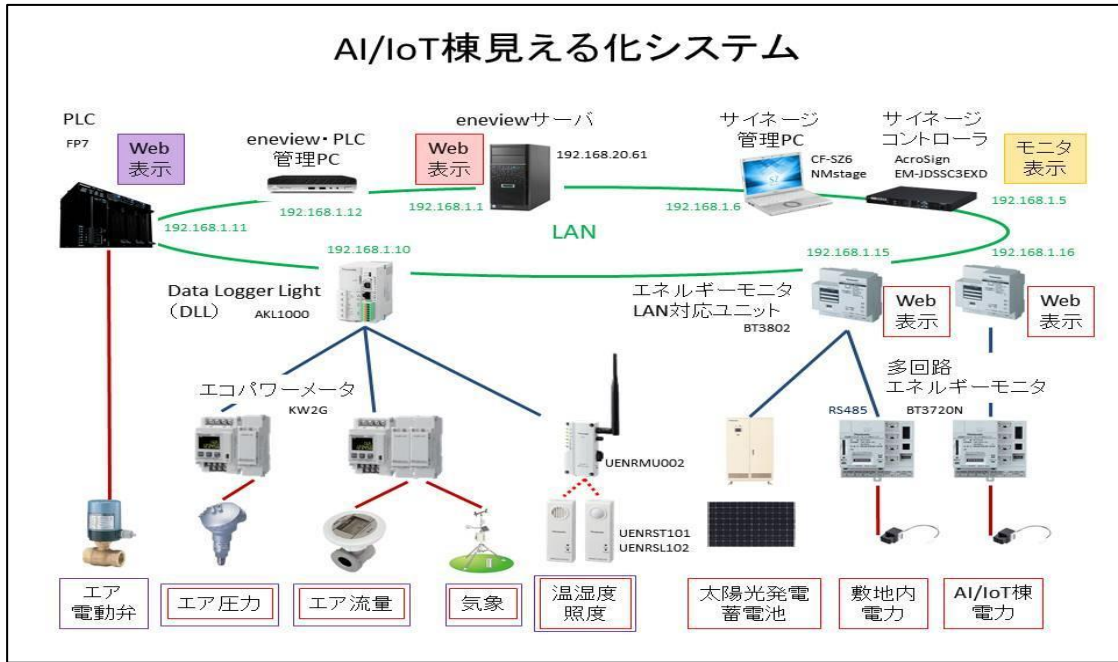 AI/IoT棟見える化システム
PLC
FP7
Web
表示
eneview・PLC
管理PC
Web
表示
eneviewサーバ
192.168.20.61
サイネージ
管理PC
CF-SZ6
NMstage
サイネージ
コントローラ
AcroSign
EM-JDSSC3EXD
モニタ
表示
192.168.1.11
192.168.1.12
192.168.1.1
192.168.1.6
192.168.1.5
LAN
192.168.1.10
192.168.1.15
192.168.1.16
Data Logger Light
（DLL）
AKL1000
エネルギーモニタ
LAN対応ユニット
BT3802
Web
表示
Web
表示
エコパワーメータ
KW2G
多回路
エネルギーモニタ
RS485
BT3720N
UENRMU002
UENRST101
UENRSL102
エア
電動弁
エア圧力
エア流量
気象
温湿度
照度
太陽光発電
蓄電池
敷地内
電力
AI/IoT棟
電力